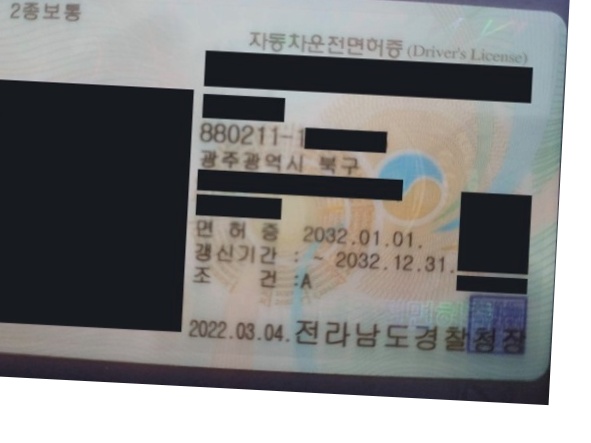 2종보통
자동차운전면허증 (Driver's License)
880211-1
광주광역시 북구
면 허 증 2032.01.01.
갱신기간 : ~ 2032.12.31.
조 건 :A
2022.03.04. 전라남도경찰청장